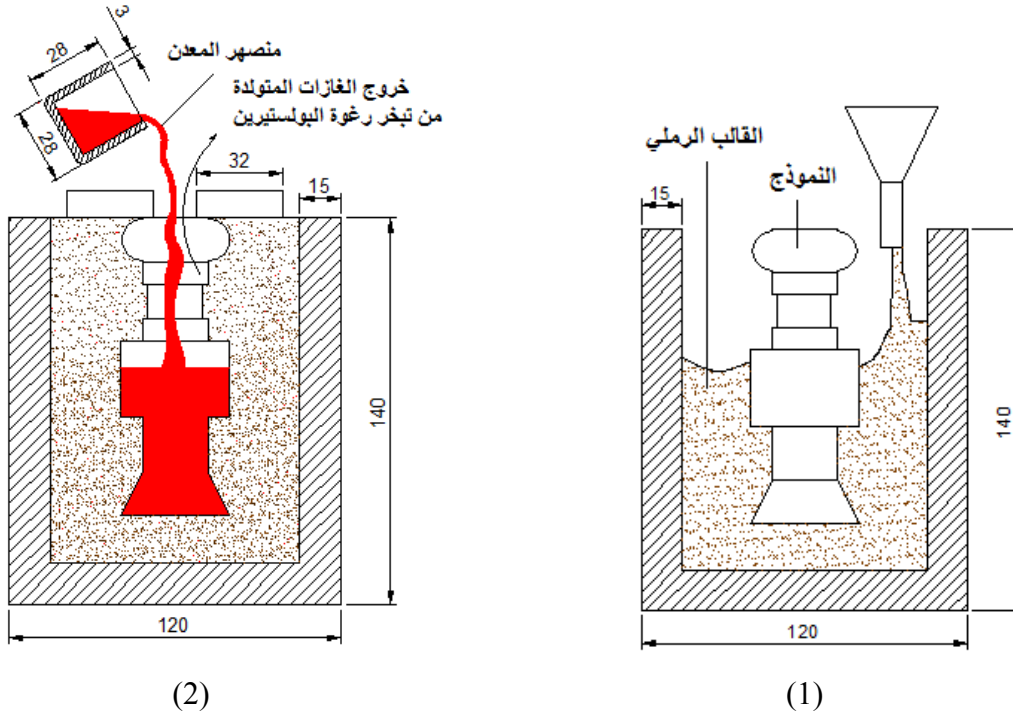 28
3
28
منصهر المعدن
خروج الغازات المتولدة
من تبخر رغوة البولستيرين
32
15
140
120
(2)
القالب الرملي
النموذج
15
140
120
(1)